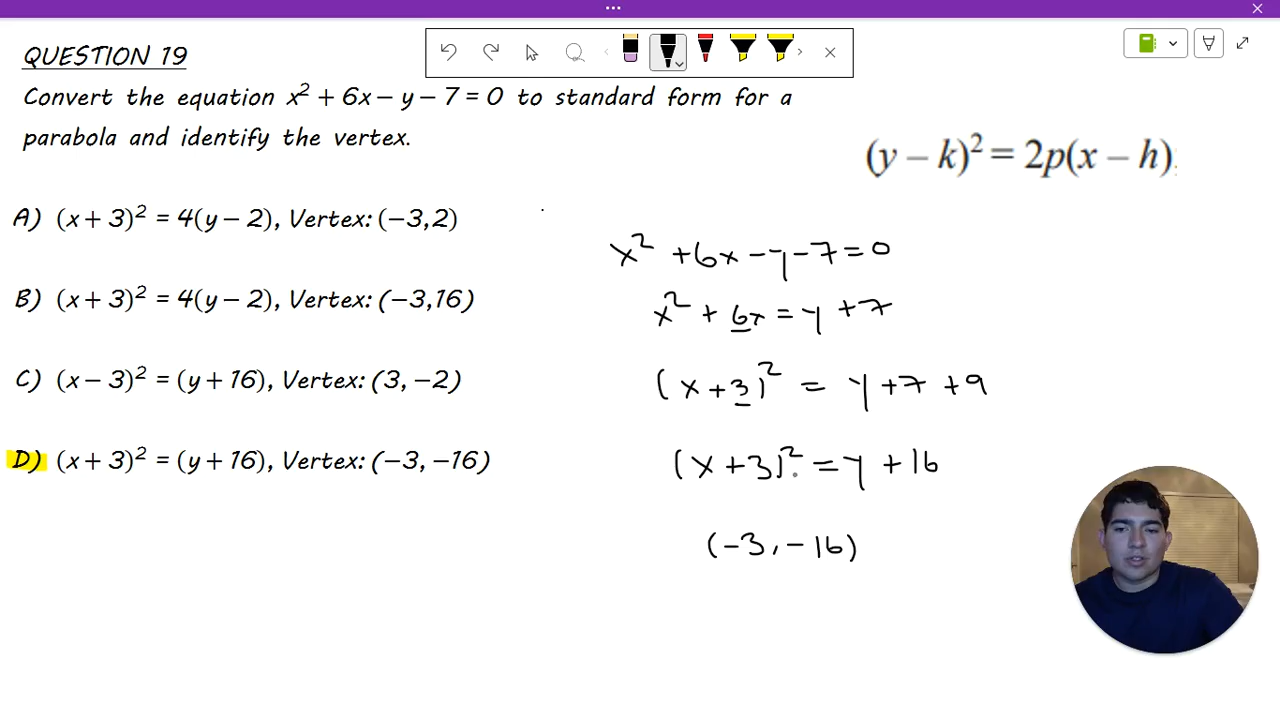 QUESTION 19
Convert the equation x² + 6x − y − 7 = 0 to standard form for a
parabola and identify the vertex.
(y − k)² = 2p(x − h)
A) (x + 3)² = 4(y − 2), Vertex: (−3,2)
B) (x + 3)² = 4(y − 2), Vertex: (−3,16)
C) (x − 3)² = (y + 16), Vertex: (3, −2)
D) (x + 3)² = (y + 16), Vertex: (−3, −16)
x² + 6x − y − 7 = 0
x² + 6x = y + 7
(x + 3)² = y + 7 + 9
(x + 3)² = y + 16
(−3, −16)